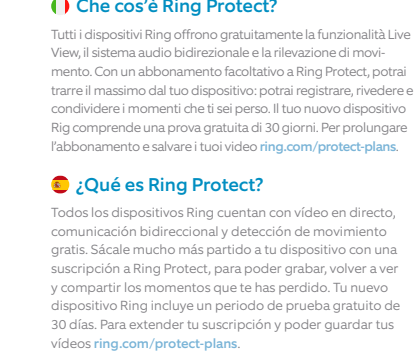 Che cos'è Ring Protect?
Tutti i dispositivi Ring offrono gratuitamente la funzionalità Live
View, il sistema audio bidirezionale e la rilevazione di movi-
mento. Con un abbonamento facoltativo a Ring Protect, potrai
trarre il massimo dal tuo dispositivo: potrai registrare, rivedere e
condividere i momenti che ti sei perso. Il tuo nuovo dispositivo
Rig comprende una prova gratuita di 30 giorni. Per prolungare
l'abbonamento e salvare i tuoi video ring.com/protect-plans.
¿Qué es Ring Protect?
Todos los dispositivos Ring cuentan con vídeo en directo,
comunicación bidireccional y detección de movimiento
gratis. Sácale mucho más partido a tu dispositivo con una
suscripción a Ring Protect, para poder grabar, volver a ver
y compartir los momentos que te has perdido. Tu nuevo
dispositivo Ring incluye un periodo de prueba gratuito de
30 días. Para extender tu suscripción y poder guardar tus
vídeos ring.com/protect-plans.